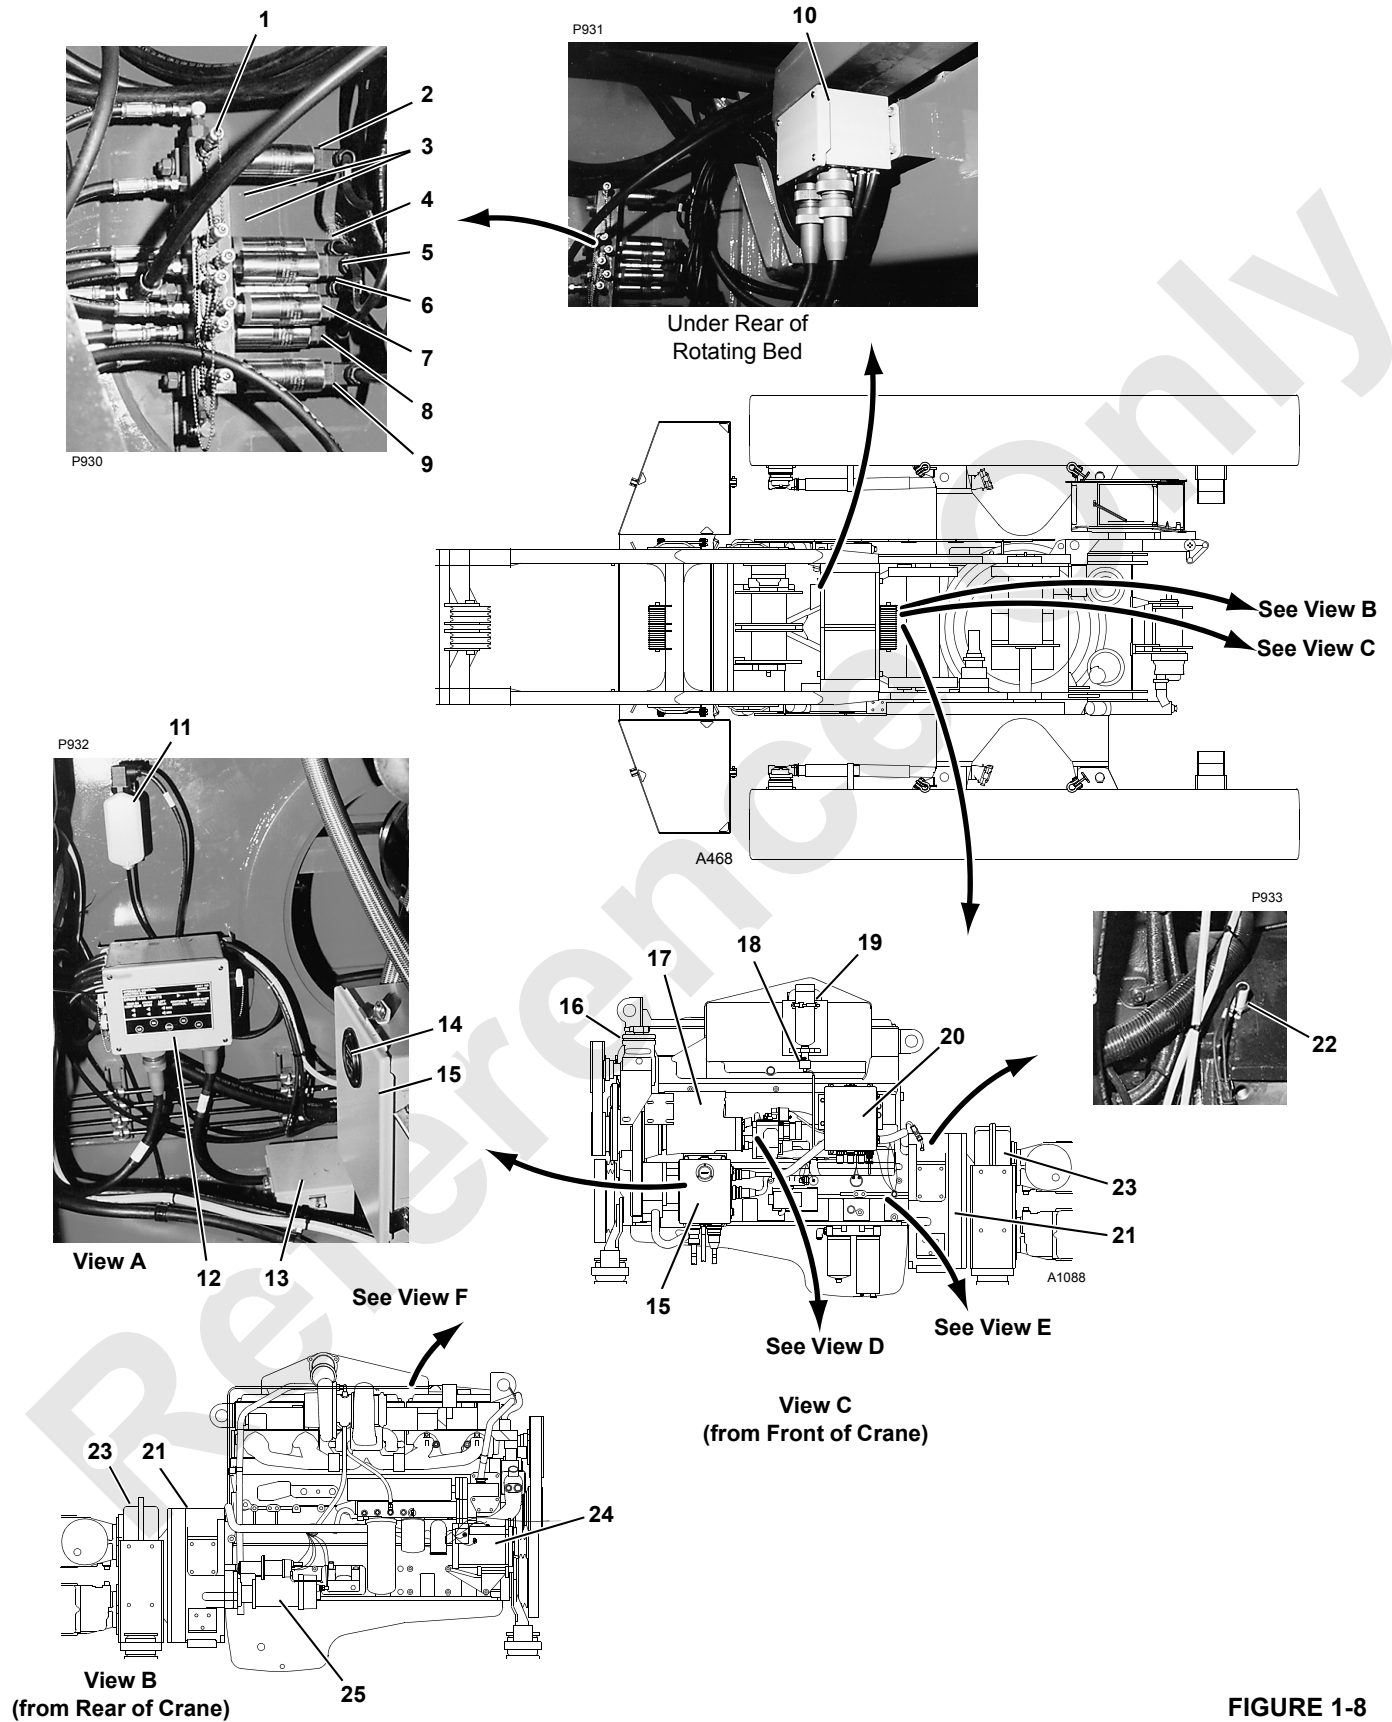 1
P931
10
2
3
4
5
6
7
8
9
P930
Under Rear of
Rotating Bed
See View B
See View C
A468
P932
11
14
15
View A
12
13
P933
22
16
17
18
19
20
23
21
A1088
15
See View D
See View E
View C
(from Front of Crane)
See View F
23
21
24
25
View B
(from Rear of Crane)
FIGURE 1-8
Reference Only